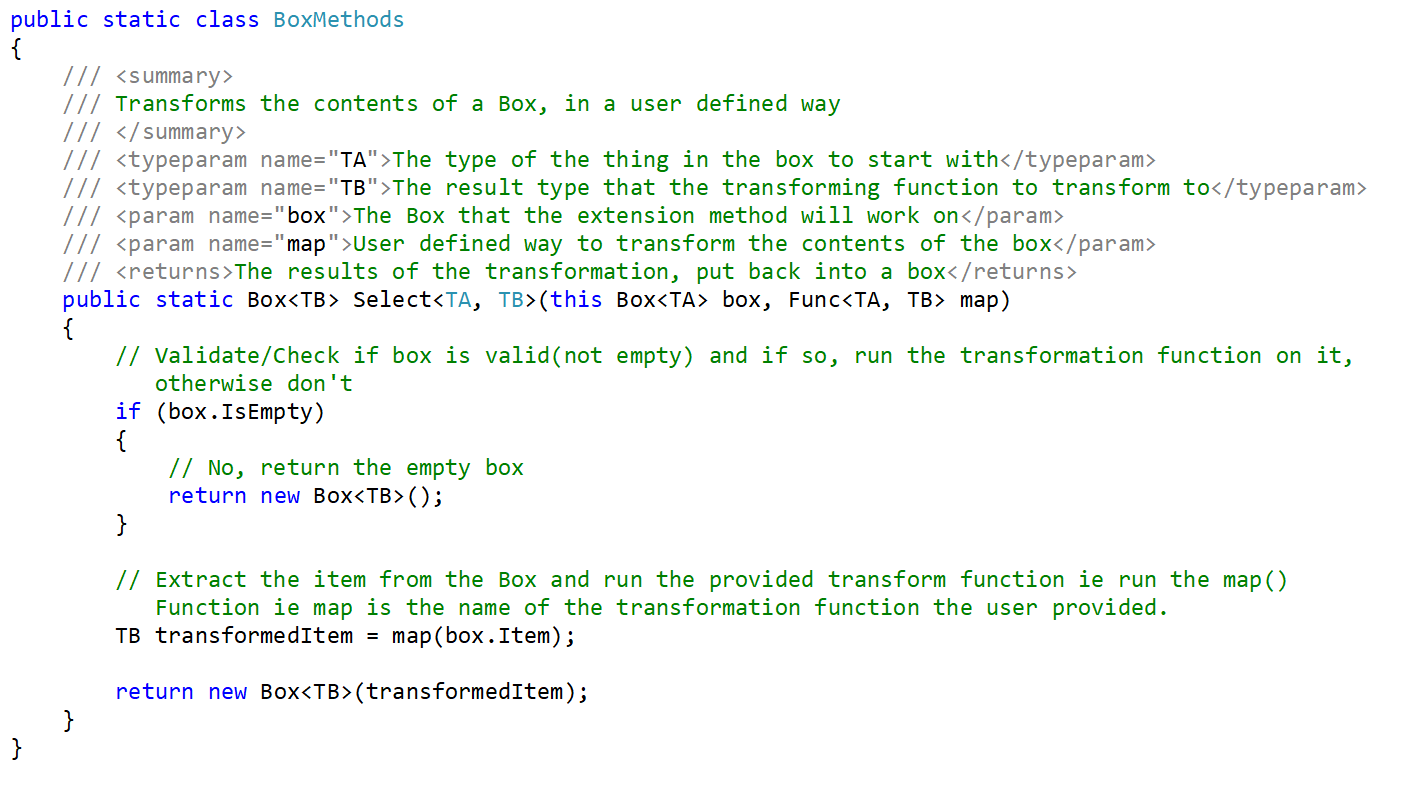 public static class BoxMethods
{
    /// <summary>
    /// Transforms the contents of a Box, in a user defined way
    /// </summary>
    /// <typeparam name="TA">The type of the thing in the box to start with</typeparam>
    /// <typeparam name="TB">The result type that the transforming function to transform to</typeparam>
    /// <param name="box">The Box that the extension method will work on</param>
    /// <param name="map">User defined way to transform the contents of the box</param>
    /// <returns>The results of the transformation, put back into a box</returns>
    public static Box<TB> Select<TA, TB>(this Box<TA> box, Func<TA, TB> map)
    {
        // Validate/Check if box is valid(not empty) and if so, run the transformation function on it,
           otherwise don't
        if (box.IsEmpty)
        {
            // No, return the empty box
            return new Box<TB>();
        }

        // Extract the item from the Box and run the provided transform function ie run the map()
           Function ie map is the name of the transformation function the user provided.
        TB transformedItem = map(box.Item);

        return new Box<TB>(transformedItem);
    }
}